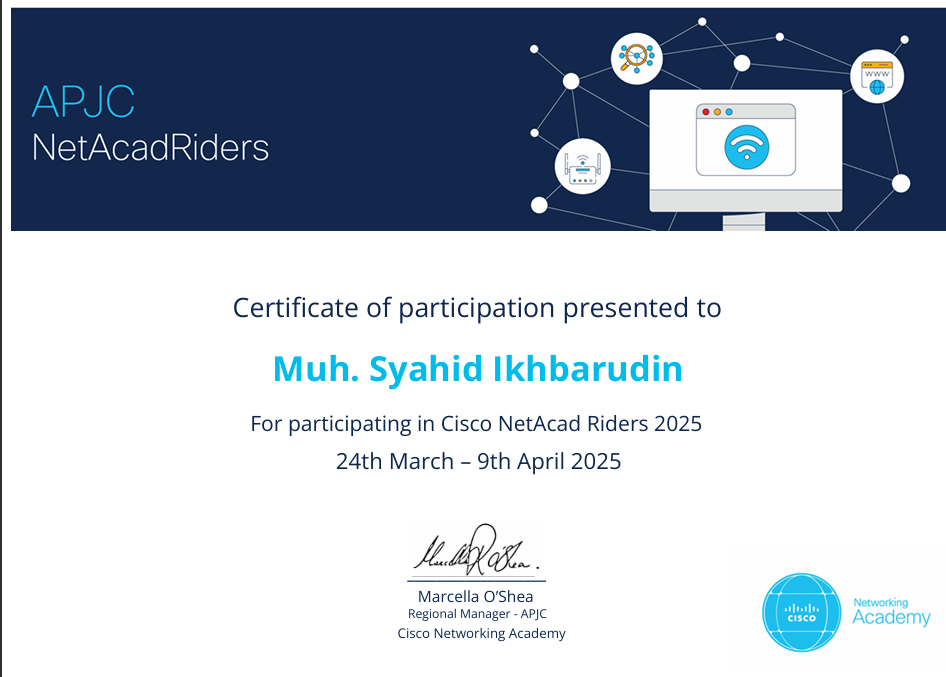 APJC
NetAcadRiders
WWW
Certificate of participation presented to
Muh. Syahid Ikhbarudin
For participating in Cisco NetAcad Riders 2025
24th March – 9th April 2025
Marcella O'Shea.
Marcella O’Shea
Regional Manager - APJC
Cisco Networking Academy
CISCO
Networking
Academy